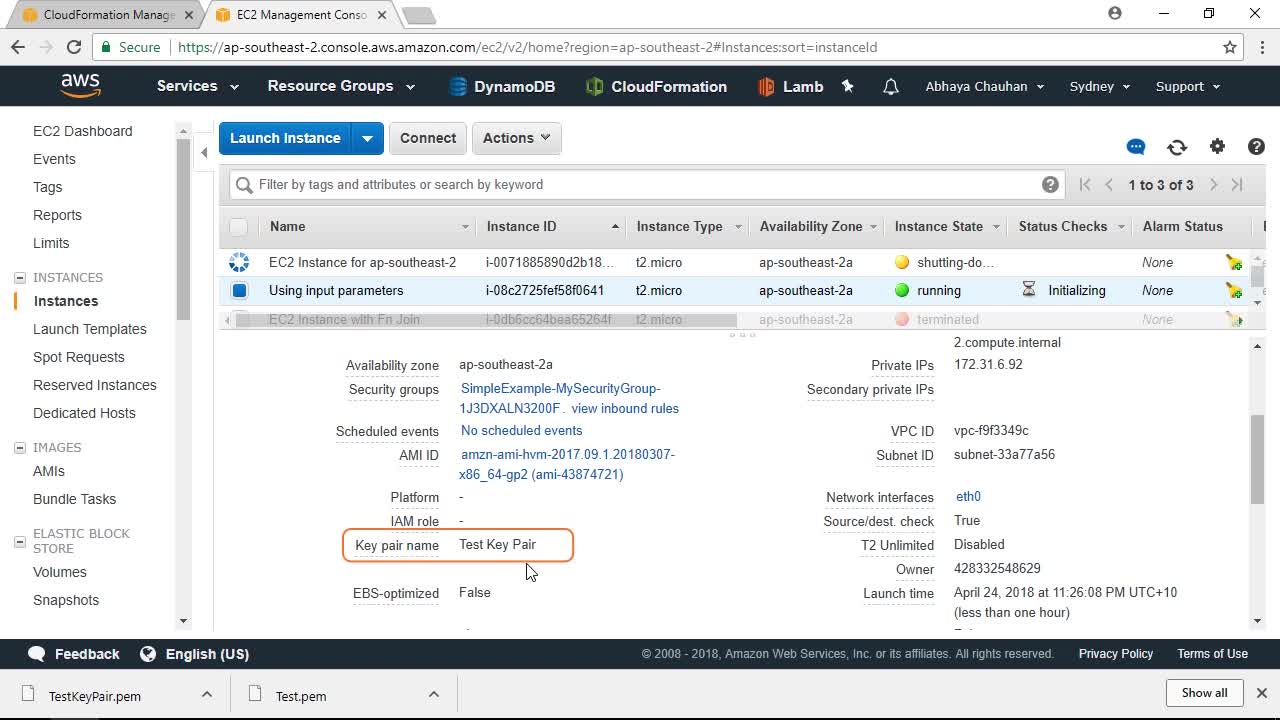 CloudFormation Manage
EC2 Management Conso
Secure
https://ap-southeast-2.console.aws.amazon.com/ec2/v2/home?region=ap-southeast-2#Instances:sort=instanceId
aws
Services
Resource Groups
DynamoDB
CloudFormation
Lamb
Abhaya Chauhan
Sydney
Support
EC2 Dashboard
Events
Tags
Reports
Limits
INSTANCES
Instances
Launch Templates
Spot Requests
Reserved Instances
Dedicated Hosts
IMAGES
AMIs
Bundle Tasks
ELASTIC BLOCK
STORE
Volumes
Snapshots
Launch Instance
Connect
Actions
Filter by tags and attributes or search by keyword
1 to 3 of 3
Name Instance ID Instance Type Availability Zone Instance State Status Checks Alarm Status
EC2 Instance for ap-southeast-2 i-0071885890d2b18... t2.micro ap-southeast-2a shutting-do... None
Using input parameters i-08c2725fef58f0641 t2.micro ap-southeast-2a running Initializing None
EC2 Instance with Fn Join i-0db6cc64bea65264f t2.micro ap-southeast-2a terminated None
2.compute.internal
Availability zone ap-southeast-2a
Private IPs 172.31.6.92
Security groups SimpleExample-MySecurityGroup-
1J3DXALN3200F . view inbound rules
Secondary private IPs
Scheduled events No scheduled events
VPC ID vpc-f9f3349c
AMI ID amzn-ami-hvm-2017.09.1.20180307-
x86_64-gp2 (ami-43874721)
Subnet ID subnet-33a77a56
Platform -
Network interfaces eth0
IAM role -
Source/dest. check True
Key pair name Test Key Pair
T2 Unlimited Disabled
Owner 428332548629
EBS-optimized False
Launch time April 24, 2018 at 11:26:08 PM UTC+10
(less than one hour)
Feedback
English (US)
© 2008 - 2018, Amazon Web Services, Inc. or its affiliates. All rights reserved.
Privacy Policy
Terms of Use
TestKeyPair.pem
Test.pem
Show all